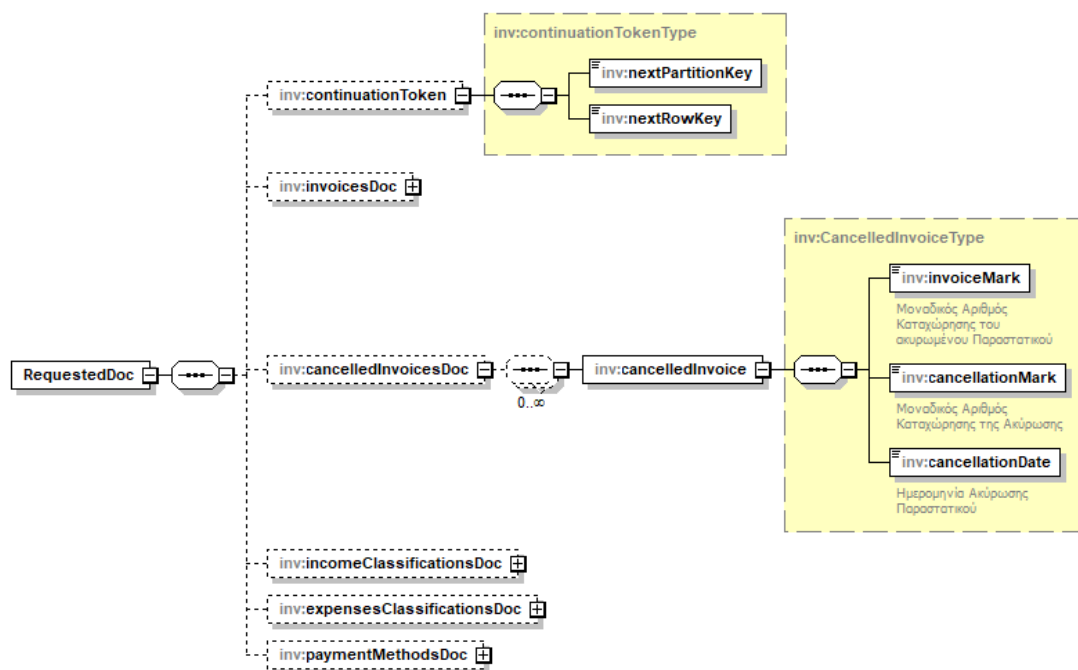 inv:continuationTokenType
inv:nextPartitionKey
inv:continuationToken
inv:nextRowKey
inv:invoicesDoc
inv:CancelledInvoiceType
inv:invoiceMark
Μοναδικός Αριθμός
Καταχώρησης του
ακυρωμένου Παραστατικού
RequestedDoc
inv:cancelledInvoicesDoc
0..∞
inv:cancelledInvoice
inv:cancellationMark
Μοναδικός Αριθμός
Καταχώρησης της Ακύρωσης
inv:cancellationDate
Ημερομηνία Ακύρωσης
Παραστατικού
inv:incomeClassificationsDoc
inv:expensesClassificationsDoc
inv:paymentMethodsDoc